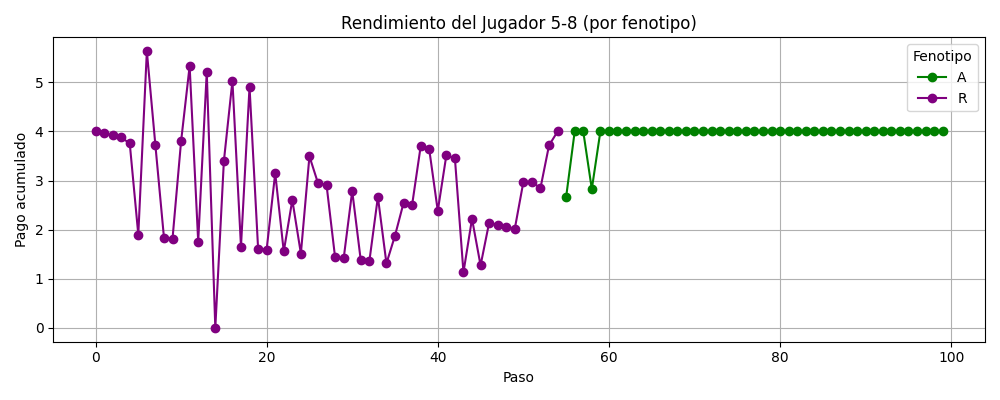 Rendimiento del Jugador 5-8 (por fenotipo)
Pago acumulado
5
4
3
2
1
0
Fenotipo
A
R
0 20 40 60 80 100
Paso